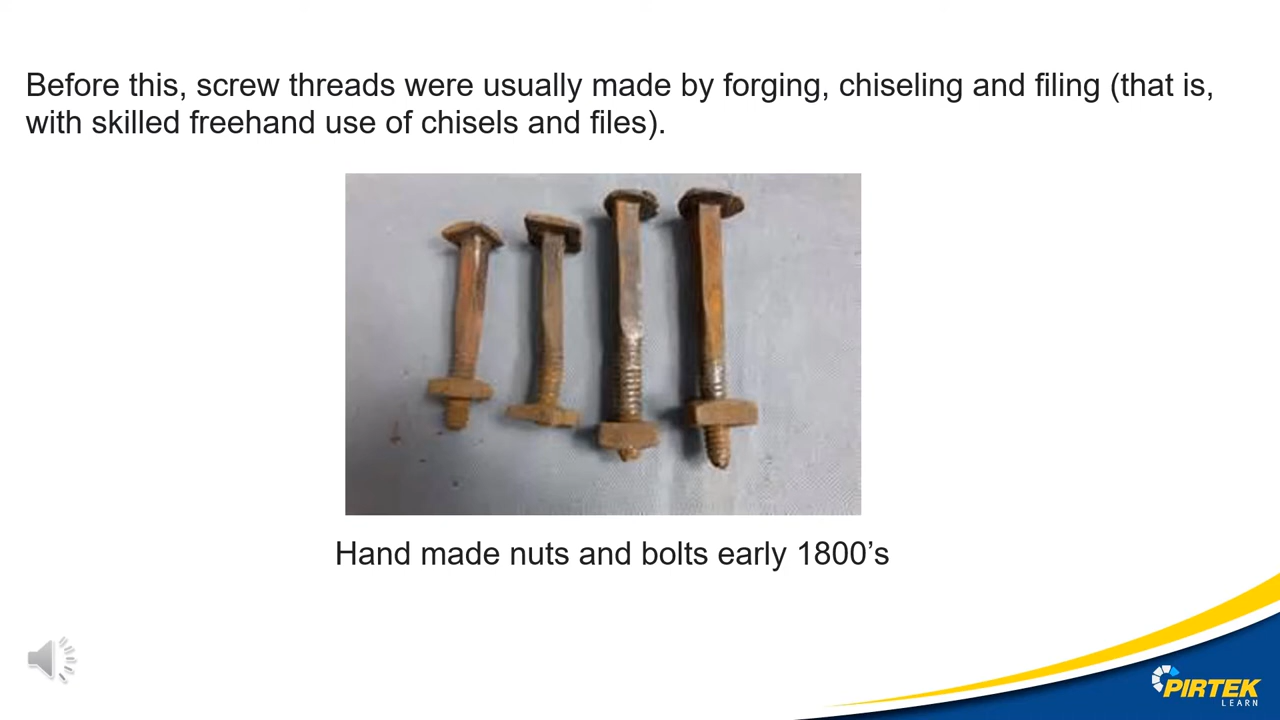 Before this, screw threads were usually made by forging, chiseling and filing (that is,
with skilled freehand use of chisels and files).
Hand made nuts and bolts early 1800’s
PIRTEK
LEARN